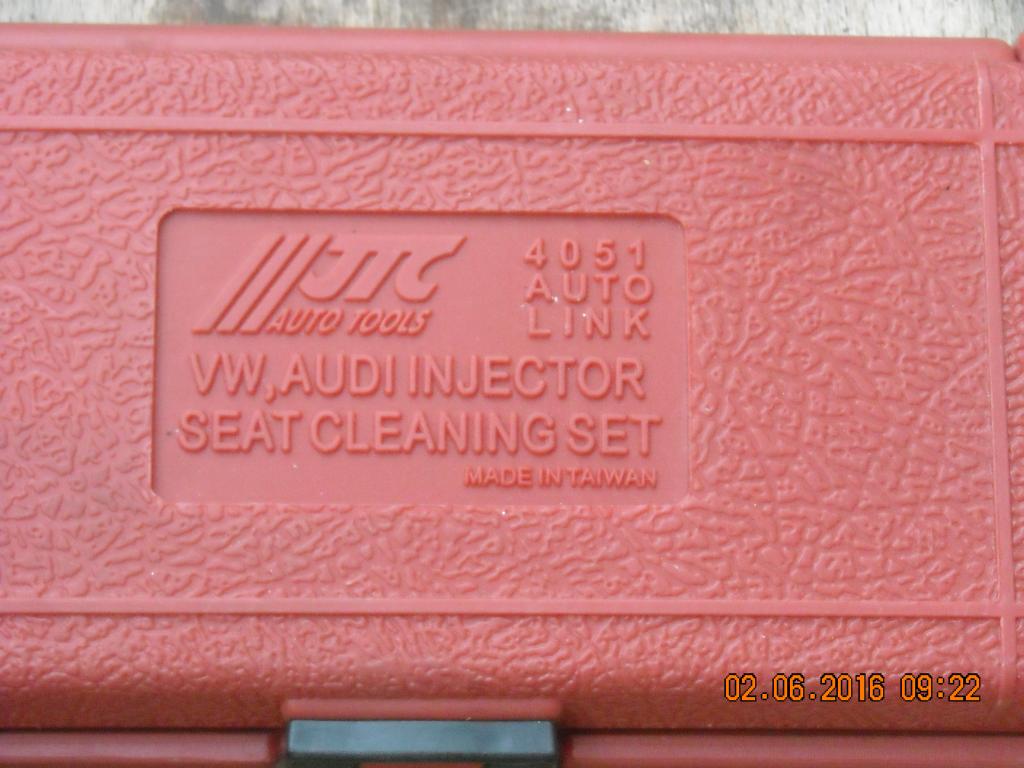 JTC
AUTO TOOLS
4051
AUTO
LINK
VW,AUDI INJECTOR
SEAT CLEANING SET
MADE IN TAIWAN
02.06.2016 09:22